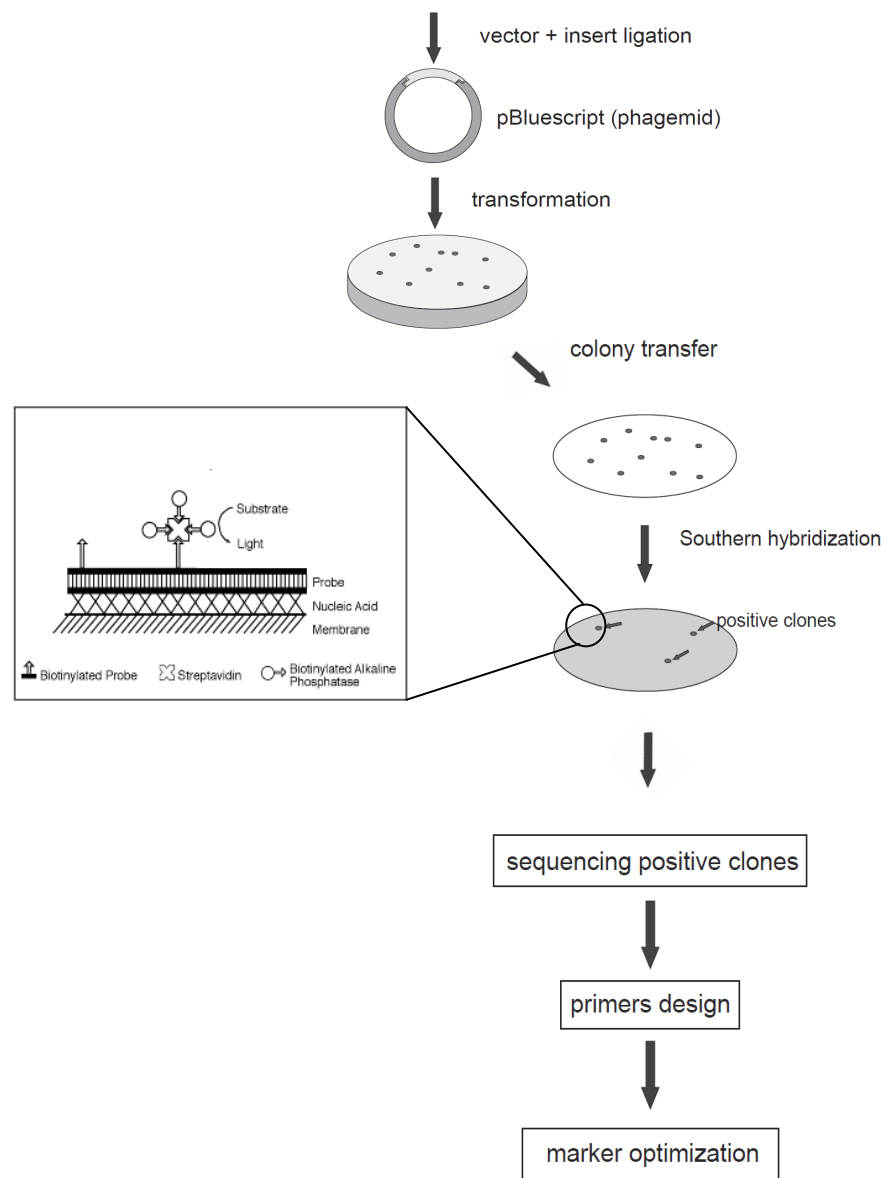 vector + insert ligation
pBluescript (phagemid)
transformation
colony transfer
Southern hybridization
positive clones
Substrate
Light
Probe
Nucleic Acid
Membrane
Biotinylated Probe
Streptavidin
Biotinylated Alkaline
Phosphatase
sequencing positive clones
primers design
marker optimization